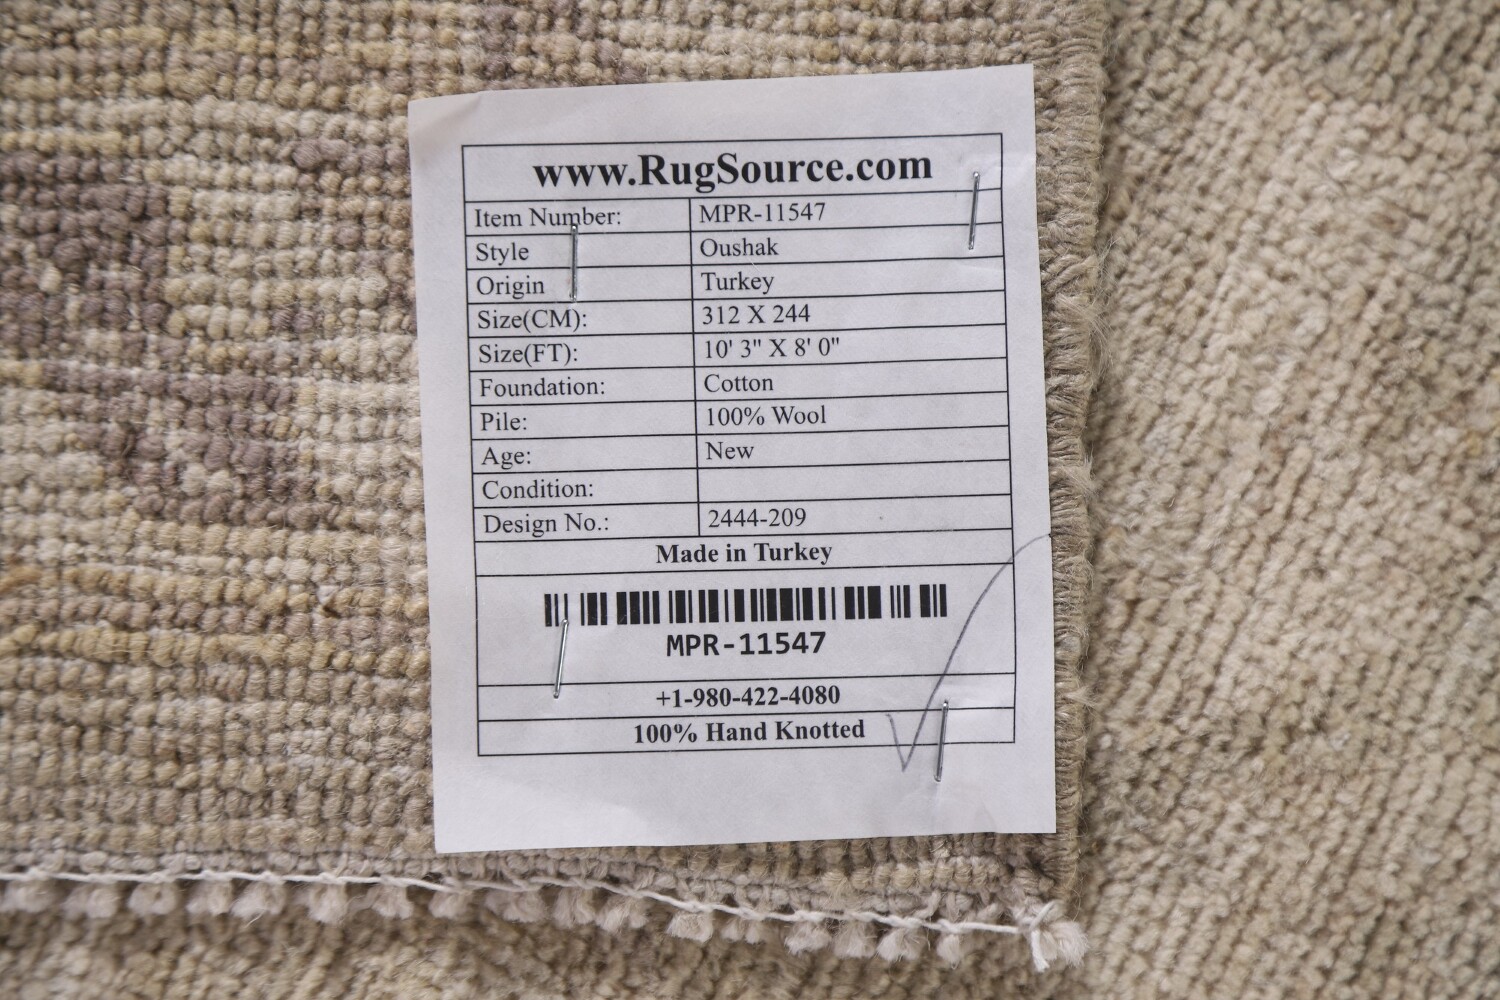 www.RugSource.com
Item Number: MPR-11547
Style Oushak
Origin Turkey
Size(CM): 312 X 244
Size(FT): 10' 3" X 8' 0"
Foundation: Cotton
Pile: 100% Wool
Age: New
Condition:
Design No.: 2444-209
Made in Turkey
MPR-11547
+1-980-422-4080
100% Hand Knotted